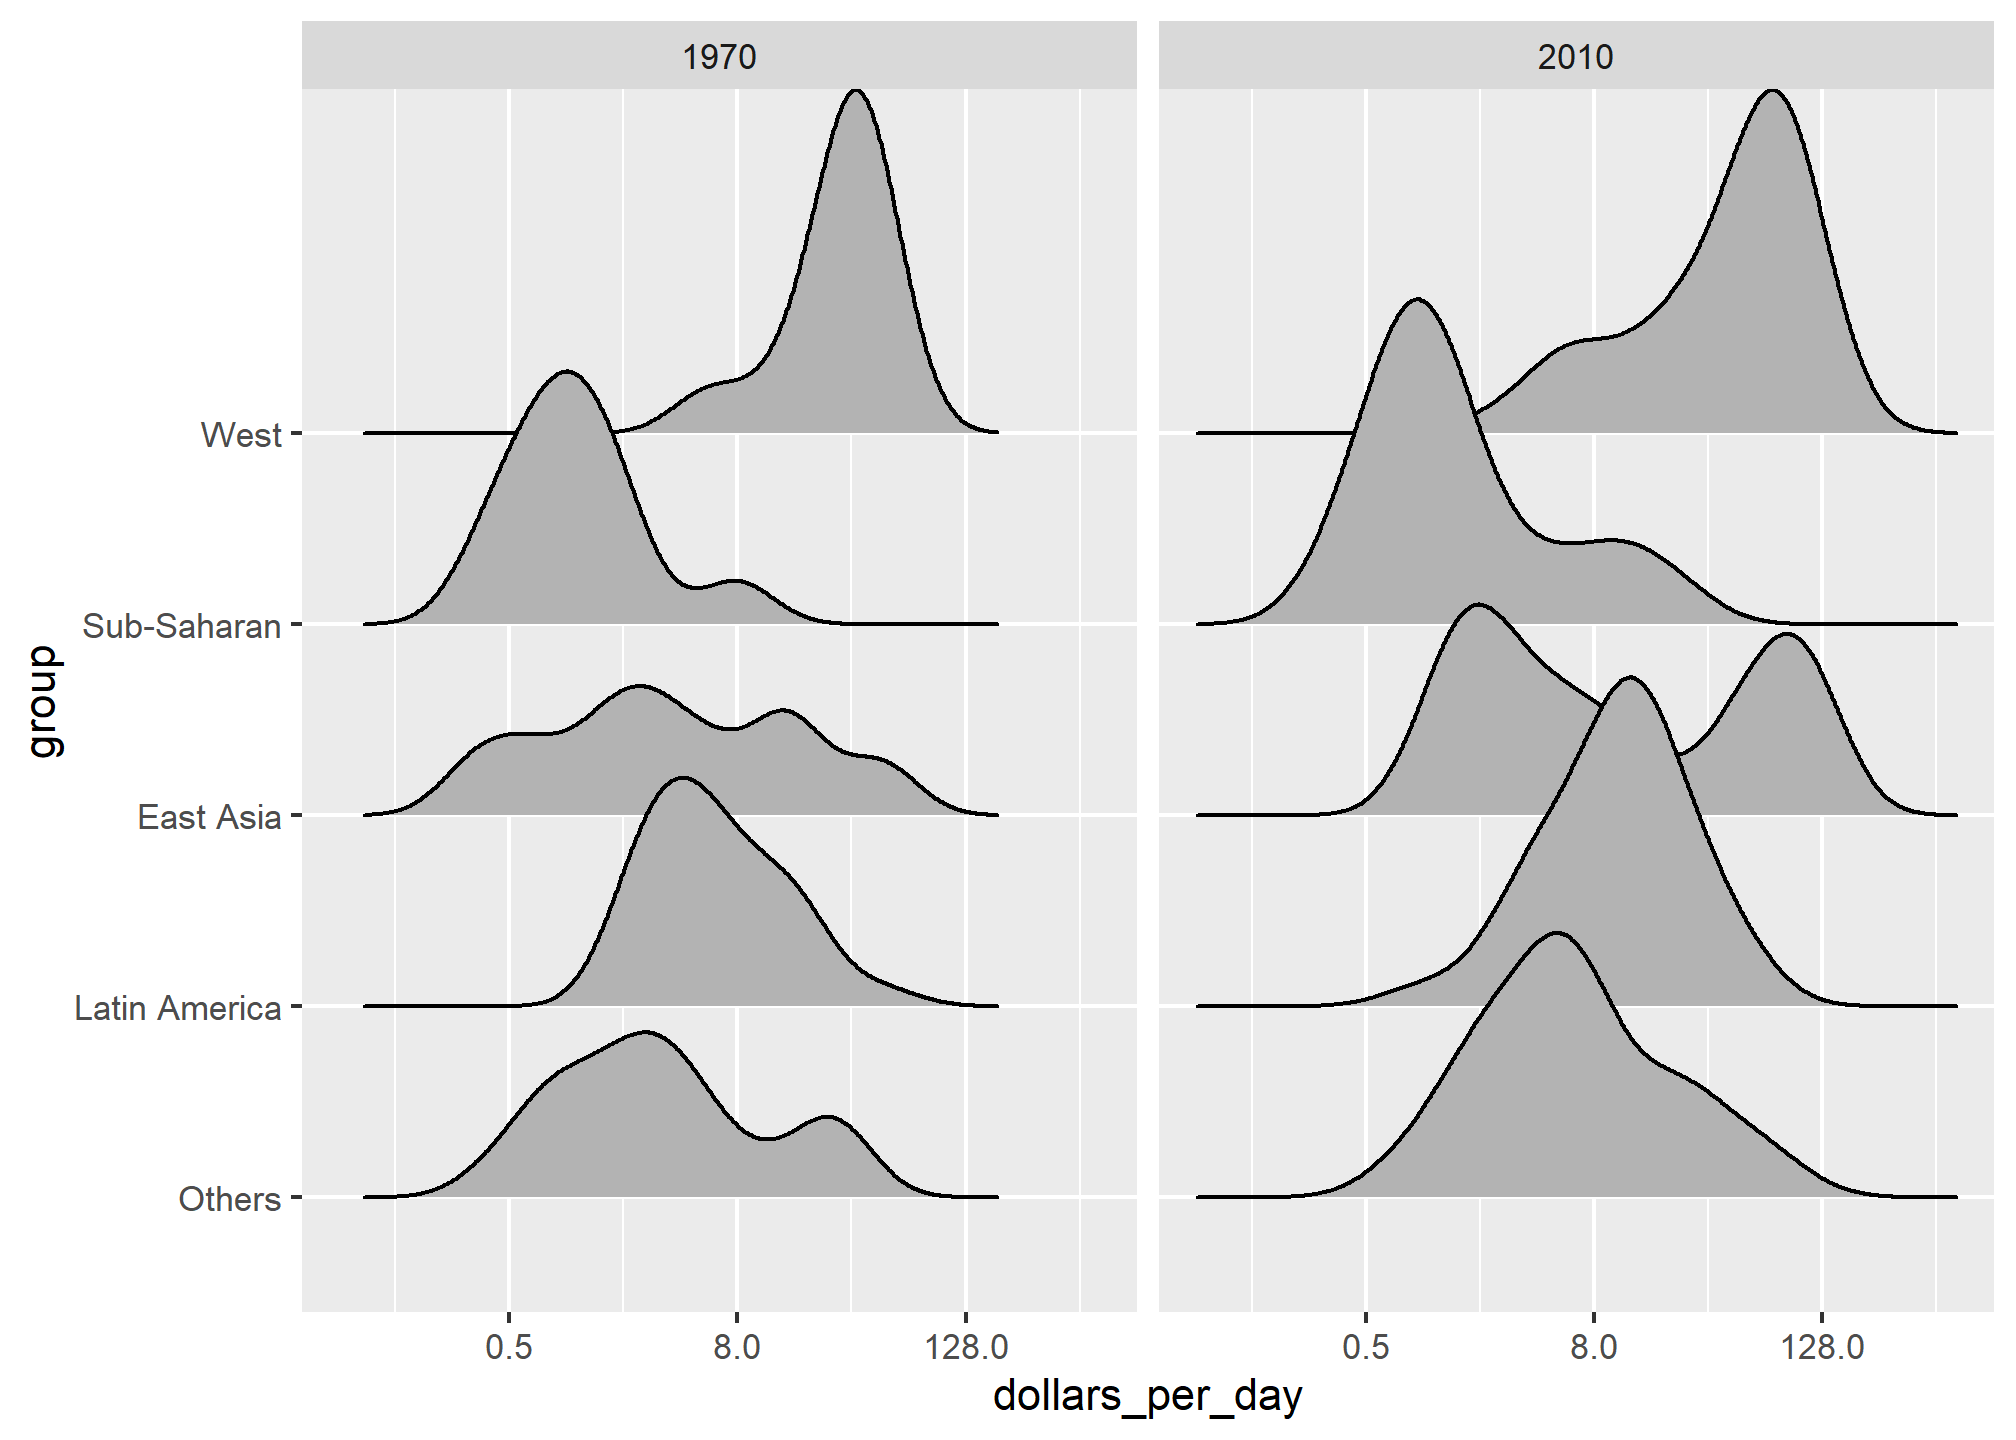 1970
2010
group
West
Sub-Saharan
East Asia
Latin America
Others
0.5 8.0 128.0
0.5 8.0 128.0
dollars_per_day